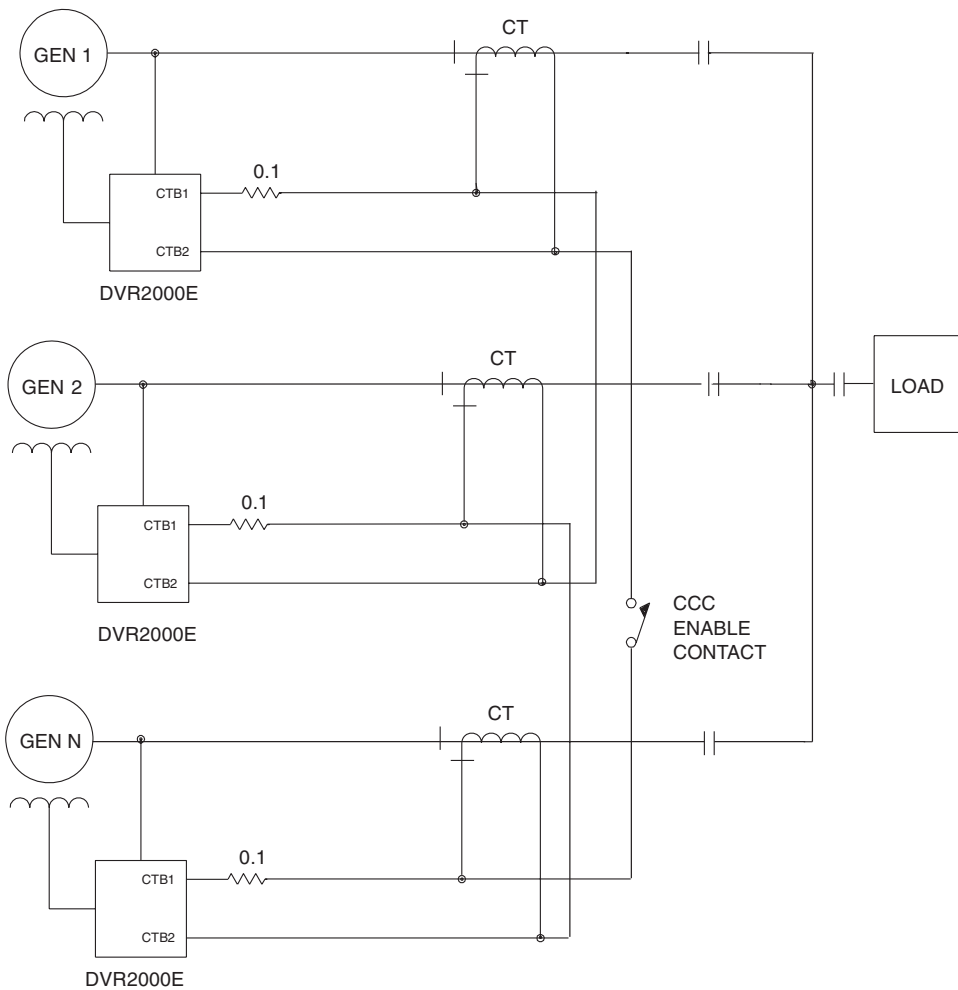 CT
GEN 1
0.1
CTB1
CTB2
DVR2000E
CT
GEN 2
LOAD
0.1
CTB1
CTB2
DVR2000E
CCC
ENABLE
CONTACT
CT
GEN N
0.1
CTB1
CTB2
DVR2000E